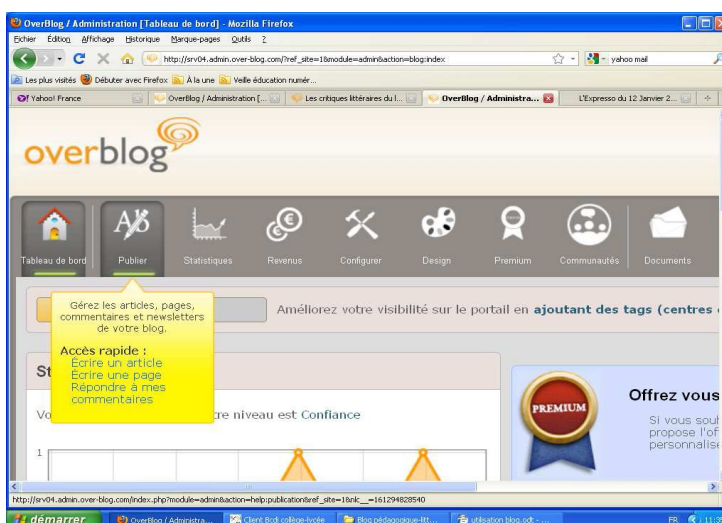 OverBlog / Administration [Tableau de bord] - Mozilla Firefox
Fichier Édition Affichage Historique Marque-pages Outils ?
http://srv04.admin.over-blog.com/?ref_site=1&module=admin&action=blog:index
yahoo mail
Les plus visités Débuter avec Firefox À la une Veille éducation numér...
Yahoo! France OverBlog / Administration [... Les critiques littéraires du l... OverBlog / Administra... L'Expresso du 12 Janvier 2...
overblog
Tableau de bord Publier Statistiques Revenus Configurer Design Premium Communautés Documents
Améliorez votre visibilité sur le portail en ajoutant des tags (centres
Gérez les articles, pages,
commentaires et newsletters
de votre blog.
Accès rapide :
Écrire un article
Écrire une page
Répondre à mes
commentaires
St
Vo tre niveau est Confiance
1
PREMIUM
Offrez vous
Si vous souh
propose l'of
personnalise
http://srv04.admin.over-blog.com/index.php?module=admin&action=help:publication&ref_site=1&nlc__=161294828540
démarrer OverBlog / Administra... Client Bcdi collège-lycée Blog pédagogique-litt... utilisation blog.odt - ... FR